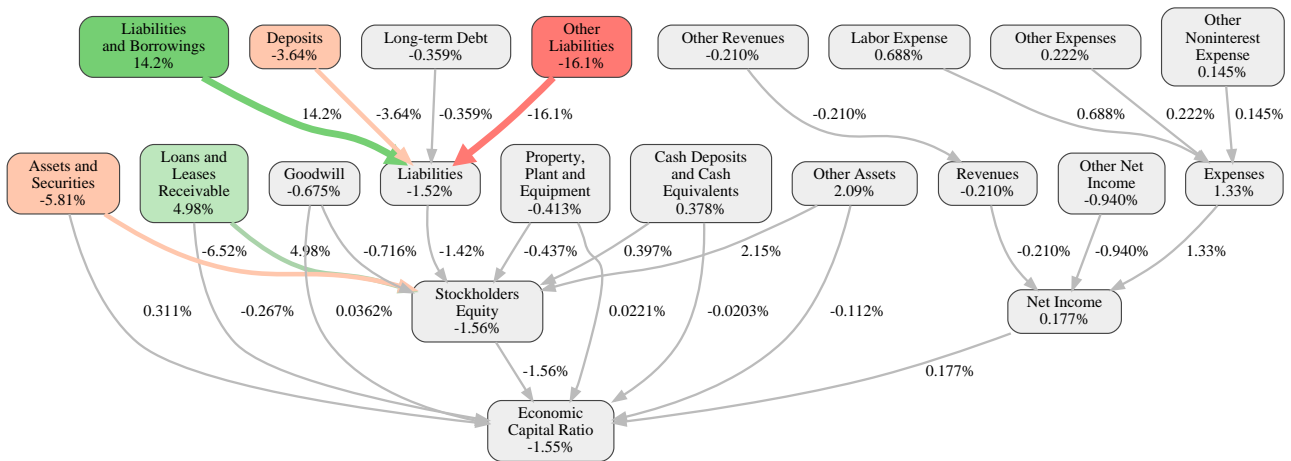 Liabilities
and Borrowings
14.2%
Deposits
-3.64%
Long-term Debt
-0.359%
Other
Liabilities
-16.1%
Other Revenues
-0.210%
Labor Expense
0.688%
Other Expenses
0.222%
Other
Noninterest
Expense
0.145%
14.2%
-3.64%
-0.359%
-16.1%
-0.210%
0.688%
0.222%
0.145%
Assets and
Securities
-5.81%
Loans and
Leases
Receivable
4.98%
Goodwill
-0.675%
Liabilities
-1.52%
Property,
Plant and
Equipment
-0.413%
Cash Deposits
and Cash
Equivalents
0.378%
Other Assets
2.09%
Revenues
-0.210%
Other Net
Income
-0.940%
Expenses
1.33%
-6.52%
4.98%
-0.716%
-1.42%
-0.437%
0.397%
2.15%
-0.210%
-0.940%
1.33%
0.311%
-0.267%
0.0362%
Stockholders
Equity
-1.56%
0.0221%
-0.0203%
-0.112%
Net Income
0.177%
-1.56%
0.177%
Economic
Capital Ratio
-1.55%